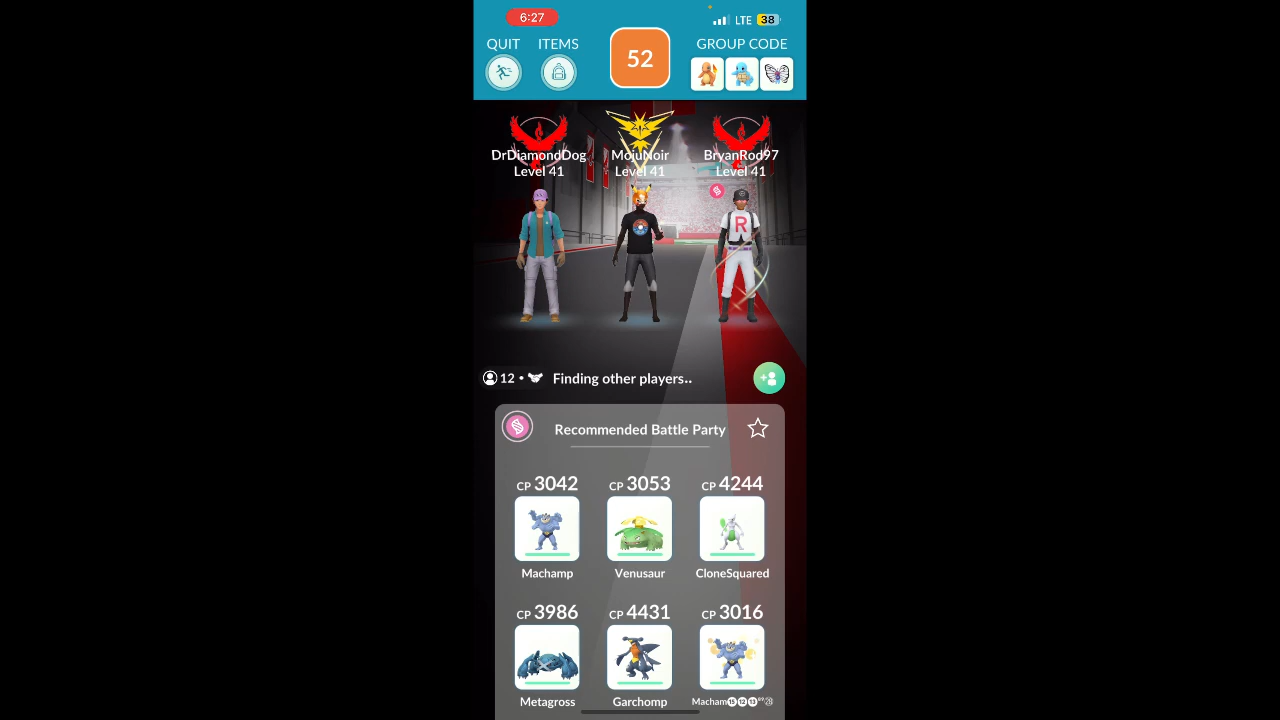 6:27
LTE 38
QUIT ITEMS
52
GROUP CODE
DrDiamondDog
Level 41
MojuNoir
Level 41
BryanRod97
Level 41
R
12 • Finding other players..
Recommended Battle Party
CP 3042
CP 3053
CP 4244
Machamp
Venusaur
CloneSquared
CP 3986
CP 4431
CP 3016
Metagross
Garchomp
Macham⓯⓬⓭